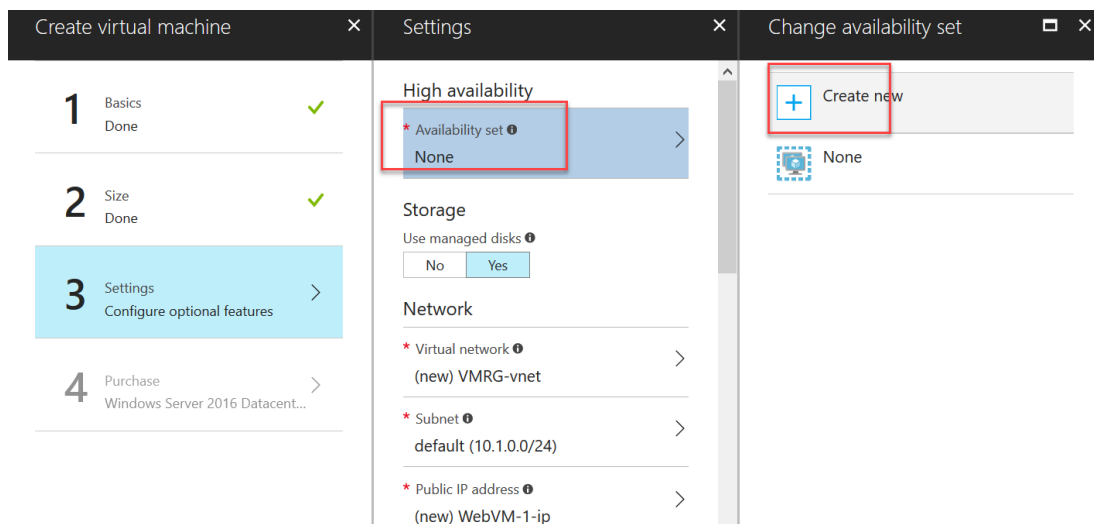 Create virtual machine
1
Basics
Done
2
Size
Done
3
Settings
Configure optional features
4
Purchase
Windows Server 2016 Datacent...
Settings
High availability
* Availability set
None
Storage
Use managed disks
No Yes
Network
* Virtual network
(new) VMRG-vnet
* Subnet
default (10.1.0.0/24)
* Public IP address
(new) WebVM-1-ip
Change availability set
Create new
None